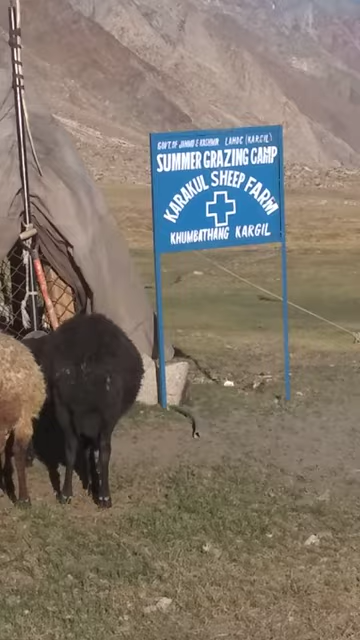 GOVT. OF JAMMU & KASHMIR LAHDC (KARGIL)
SUMMER GRAZING CAMP
KARAKUL SHEEP FARM
KHUMBATHANG KARGIL